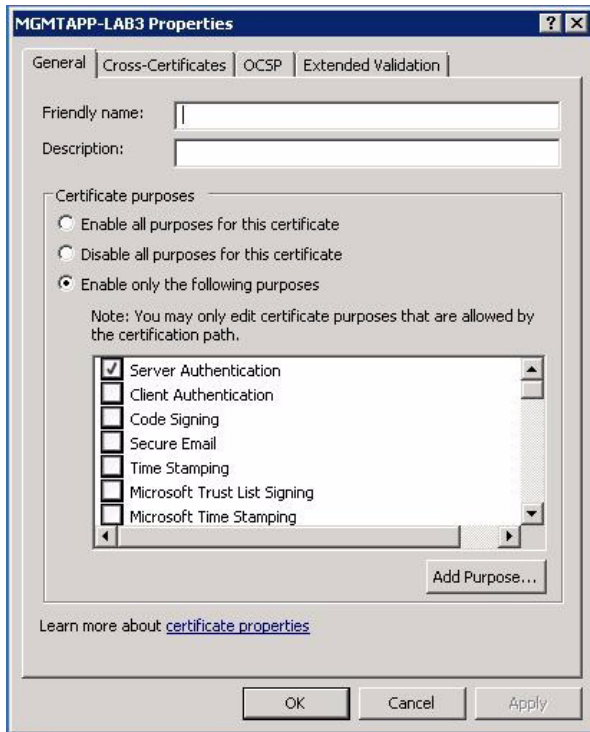 MGMTAPP-LAB3 Properties
General Cross-Certificates OCSP Extended Validation
Friendly name:
Description:
Certificate purposes
Enable all purposes for this certificate
Disable all purposes for this certificate
Enable only the following purposes
Note: You may only edit certificate purposes that are allowed by
the certification path.
Server Authentication
Client Authentication
Code Signing
Secure Email
Time Stamping
Microsoft Trust List Signing
Microsoft Time Stamping
Add Purpose...
Learn more about certificate properties
OK Cancel Apply